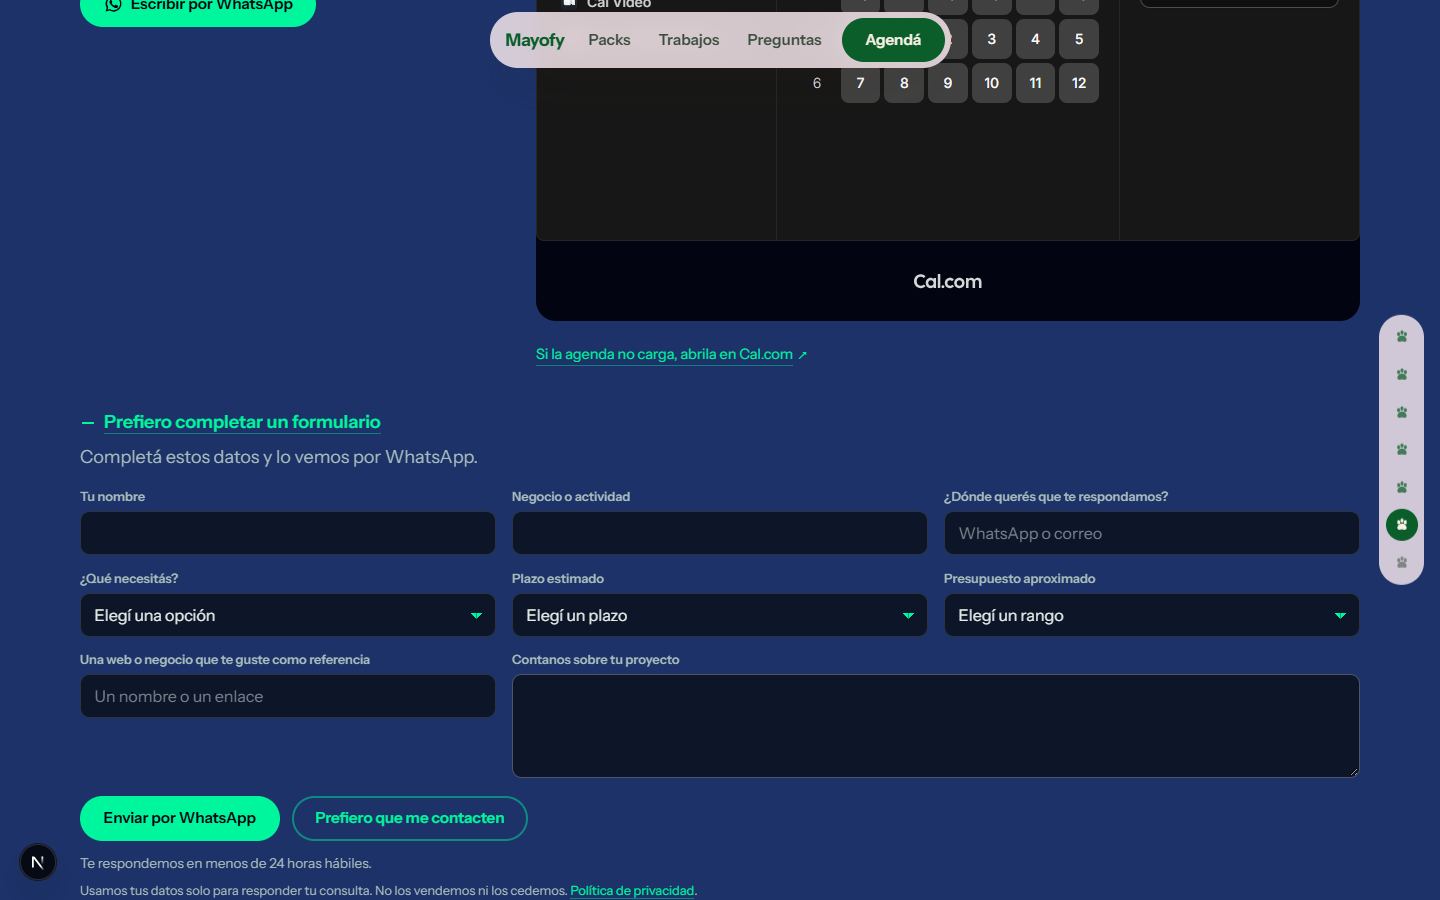 Escribir por WhatsApp
Cal Video
Mayofy Packs Trabajos Preguntas Agendá
3 4 5
6 7 8 9 10 11 12
Cal.com
Si la agenda no carga, abrila en Cal.com ↗
— Prefiero completar un formulario
Completá estos datos y lo vemos por WhatsApp.
Tu nombre
Negocio o actividad
¿Dónde querés que te respondamos?
WhatsApp o correo
¿Qué necesitás?
Plazo estimado
Presupuesto aproximado
Elegí una opción
Elegí un plazo
Elegí un rango
Una web o negocio que te guste como referencia
Contanos sobre tu proyecto
Un nombre o un enlace
Enviar por WhatsApp
Prefiero que me contacten
Te respondemos en menos de 24 horas hábiles.
N
Usamos tus datos solo para responder tu consulta. No los vendemos ni los cedemos. Política de privacidad.